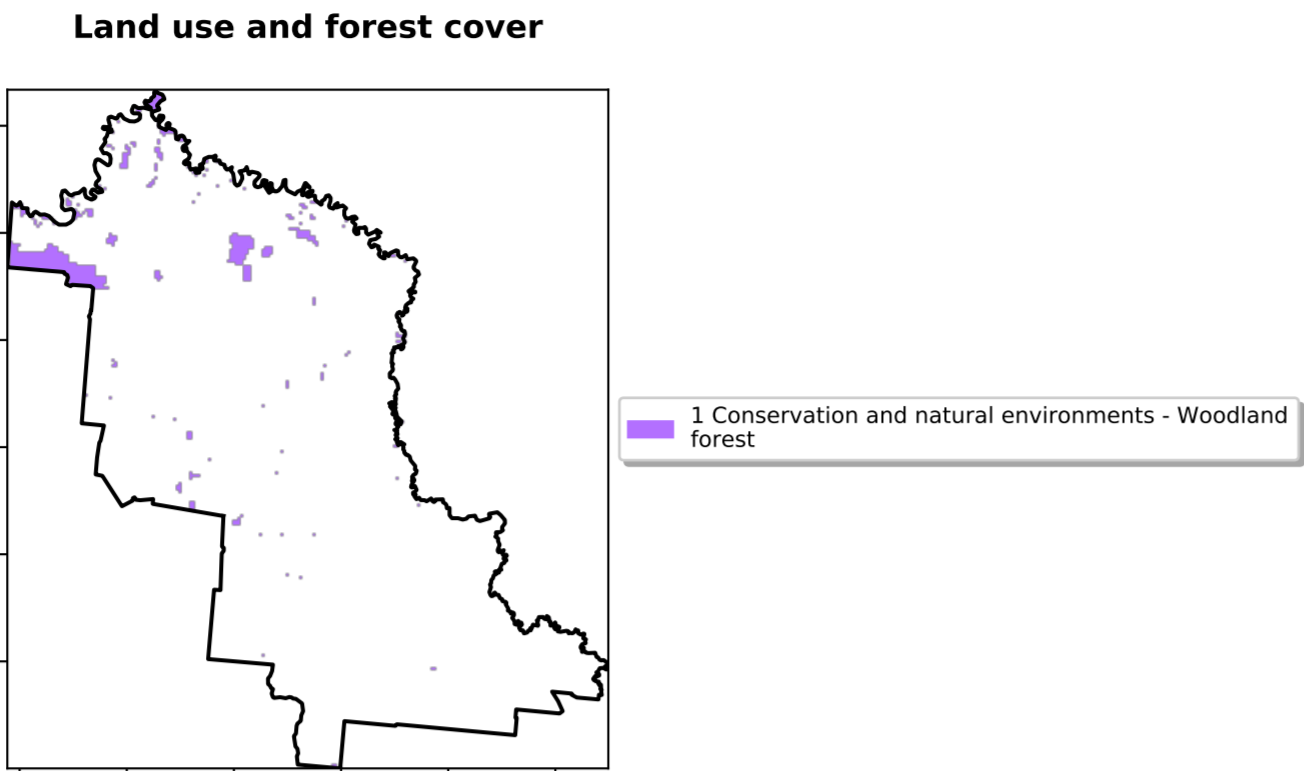 Land use and forest cover
1 Conservation and natural environments - Woodland
forest